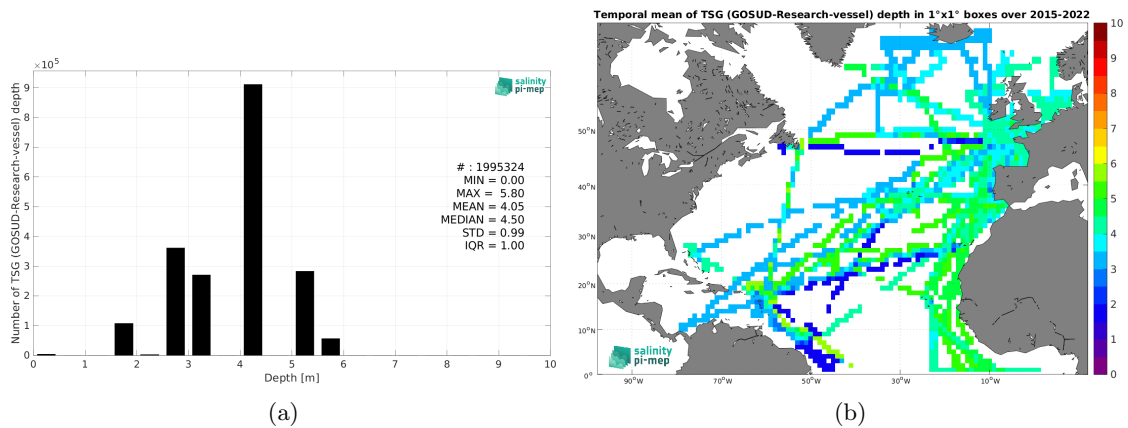 ×10⁵
9
8
7
6
5
4
3
2
1
0
Number of TSG (GOSUD-Research-vessel) depth
salinity
pi-mep
# : 1995324
MIN = 0.00
MAX = 5.80
MEAN = 4.05
MEDIAN = 4.50
STD = 0.99
IQR = 1.00
0 1 2 3 4 5 6 7 8 9 10
Depth [m]
(a)
Temporal mean of TSG (GOSUD-Research-vessel) depth in 1°x1° boxes over 2015-2022
50°N
40°N
30°N
20°N
10°N
0°
90°W 70°W 50°W 30°W 10°W
salinity
pi-mep
10
9
8
7
6
5
4
3
2
1
0
(b)